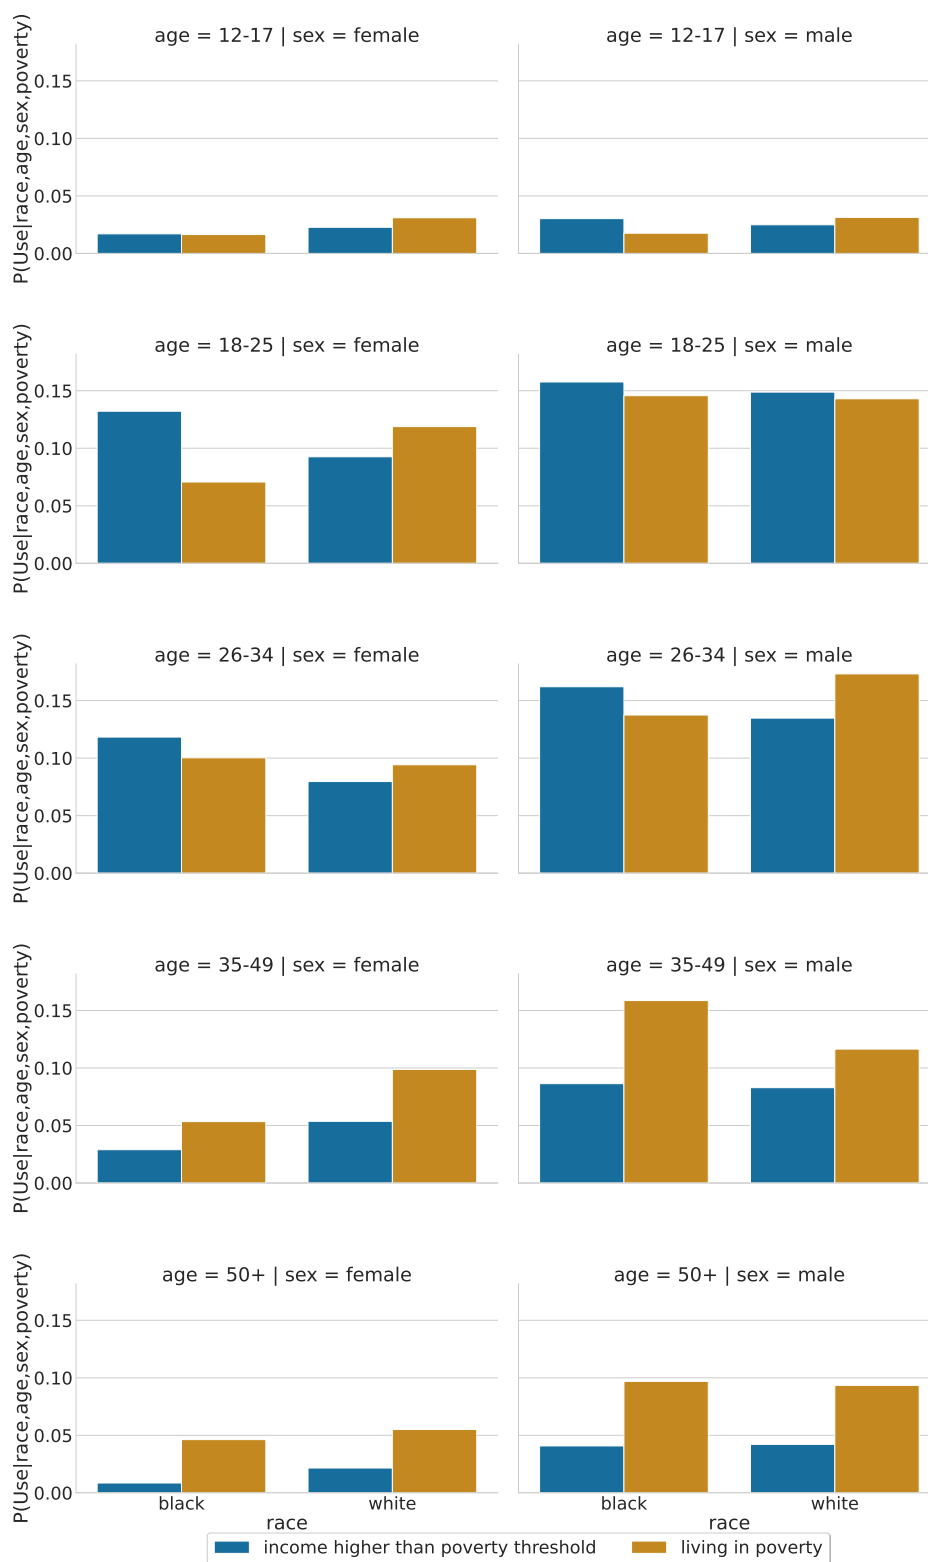 age = 12-17 | sex = female
age = 12-17 | sex = male
P(Use|race,age,sex,poverty)
0.15
0.10
0.05
0.00
age = 18-25 | sex = female
age = 18-25 | sex = male
P(Use|race,age,sex,poverty)
0.15
0.10
0.05
0.00
age = 26-34 | sex = female
age = 26-34 | sex = male
P(Use|race,age,sex,poverty)
0.15
0.10
0.05
0.00
age = 35-49 | sex = female
age = 35-49 | sex = male
P(Use|race,age,sex,poverty)
0.15
0.10
0.05
0.00
age = 50+ | sex = female
age = 50+ | sex = male
P(Use|race,age,sex,poverty)
0.15
0.10
0.05
0.00
black white
race
black white
race
income higher than poverty threshold
living in poverty